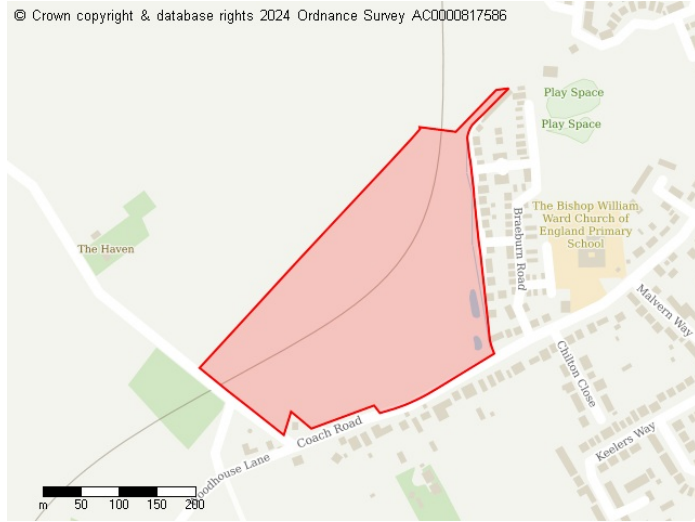 © Crown copyright & database rights 2024 Ordnance Survey AC0000817586
Play Space
Play Space
The Bishop William
Ward Church of
England Primary
School
Braeburn Road
The Haven
Malvern Way
Chilton Close
Coach Road
Keelers Way
Woodhouse Lane
m 50 100 150 200